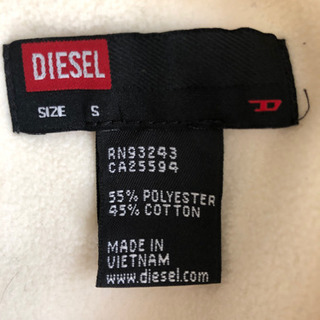 DIESEL
SIZE S
D
RN93243
CA25594
55% POLYESTER
45% COTTON
MADE IN
VIETNAM
www.diesel.com